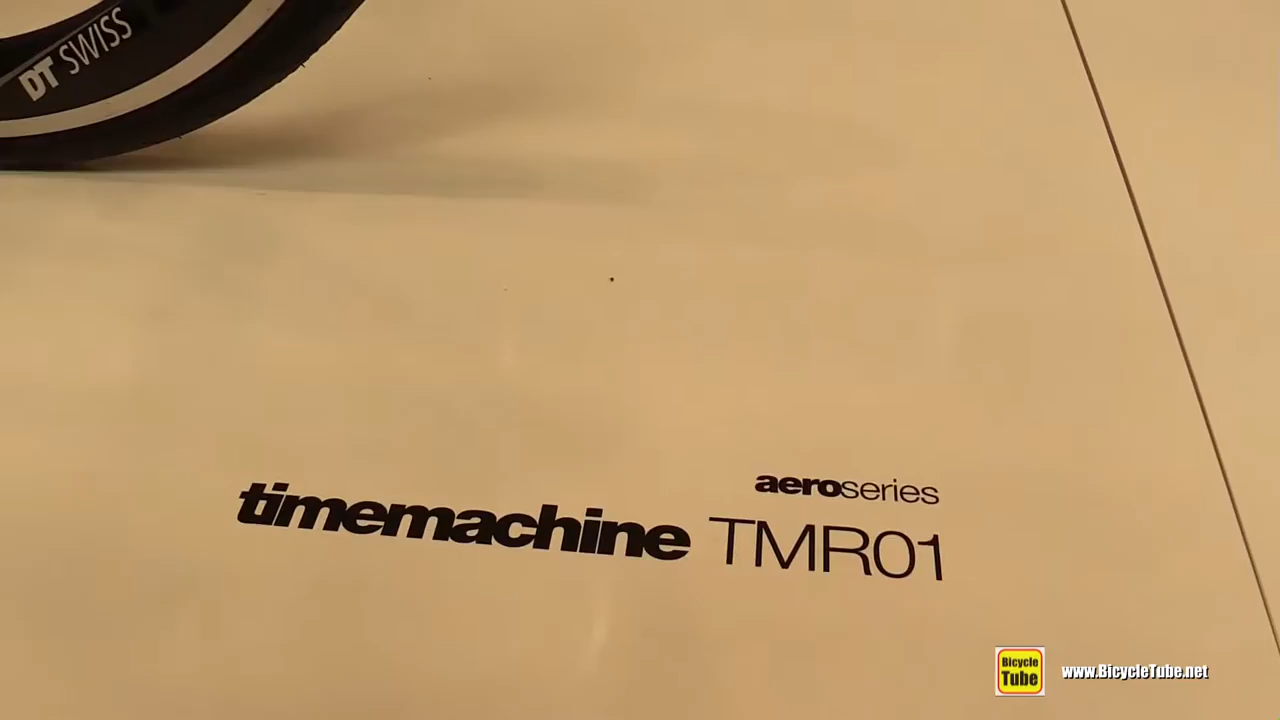 DT SWISS
aeroseries
timemachine TMR01
Bicycle
Tube
www.BicycleTube.net